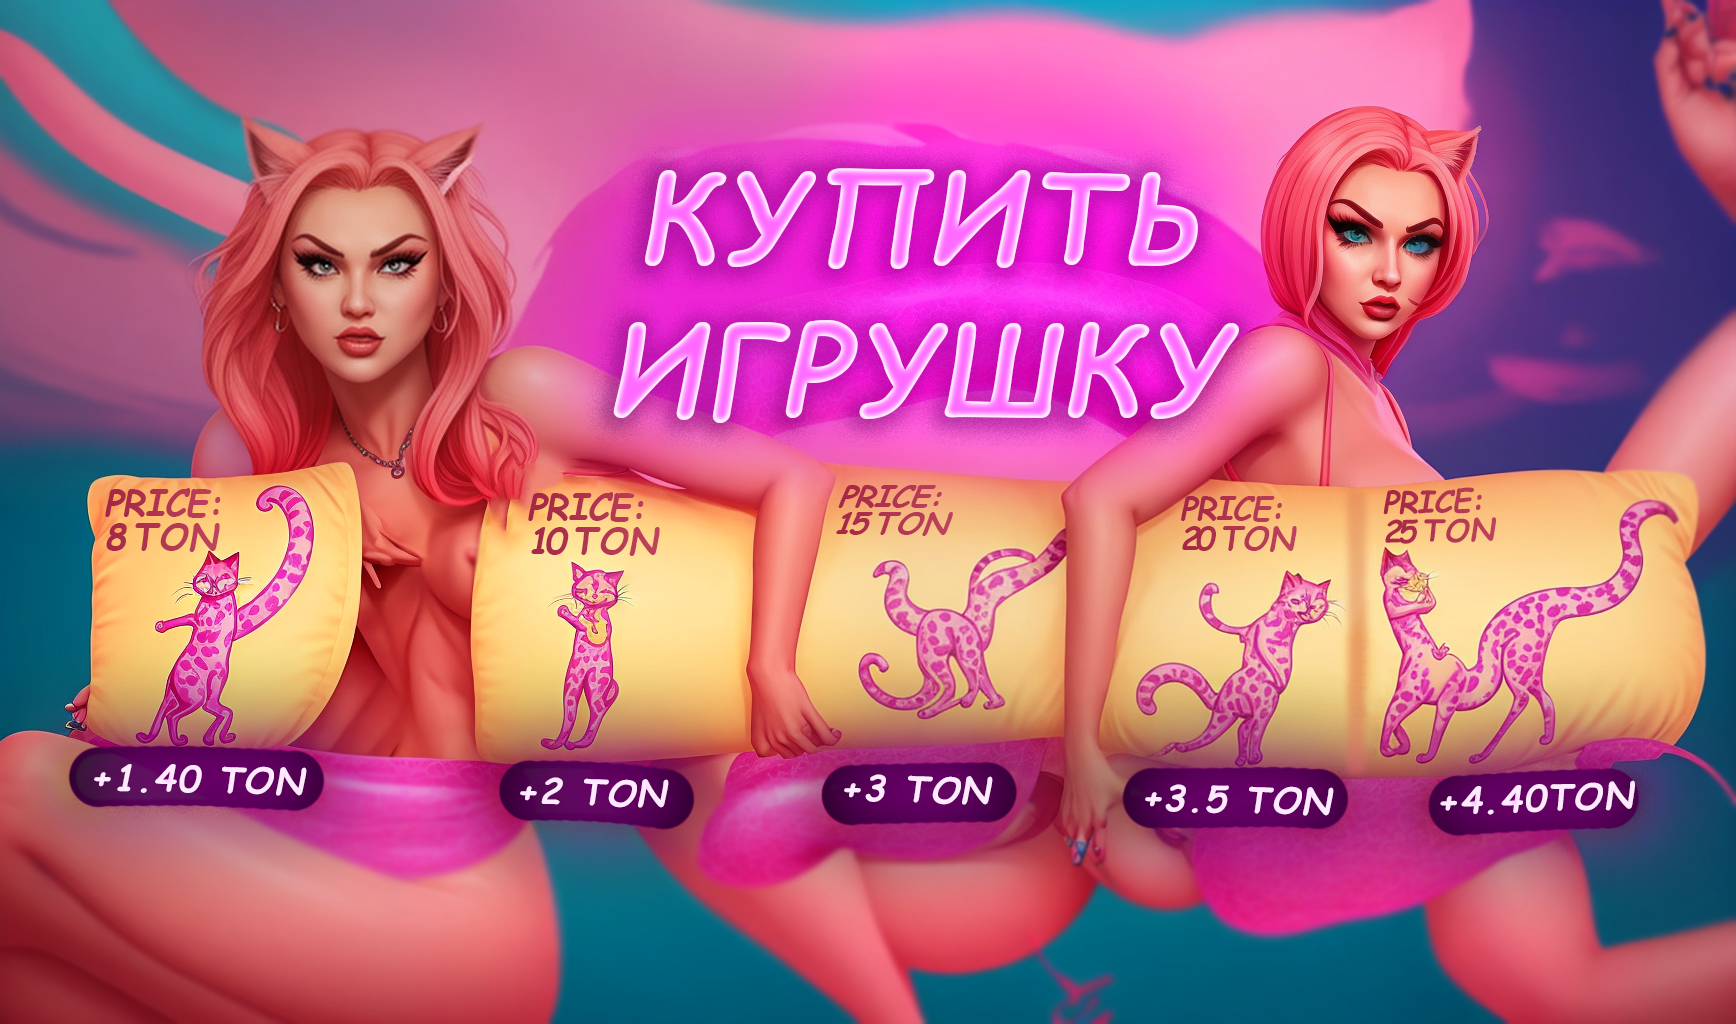 КУПИТЬ
ИГРУШКУ
PRICE:
8 TON
PRICE:
10 TON
PRICE:
15 TON
PRICE:
20 TON
PRICE:
25 TON
+1.40 TON
+2 TON
+3 TON
+3.5 TON
+4.40TON